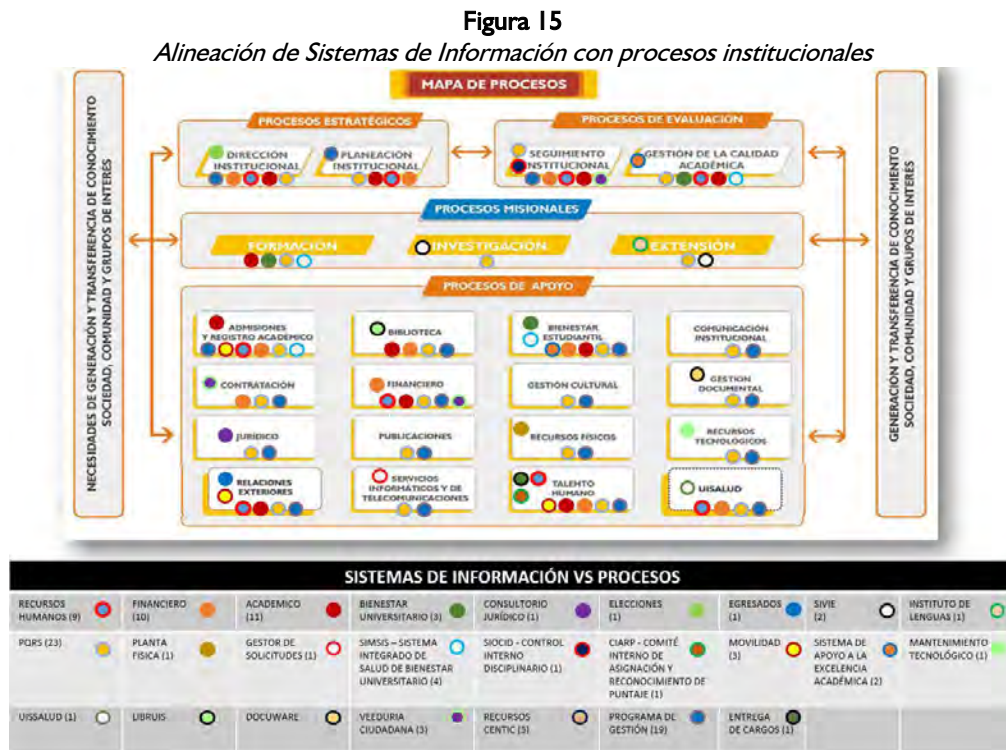 Figura 15
Alineación de Sistemas de Información con procesos institucionales
MAPA DE PROCESOS
NECESIDADES DE GENERACIÓN Y TRANSFERENCIA DE CONOCIMIENTO
SOCIEDAD, COMUNIDAD Y GRUPOS DE INTERÉS
PROCESOS ESTRATÉGICOS
DIRECCIÓN
INSTITUCIONAL
PLANEACIÓN
INSTITUCIONAL
PROCESOS DE EVALUACIÓN
SEGUIMIENTO
INSTITUCIONAL
GESTIÓN DE LA CALIDAD
ACADÉMICA
PROCESOS MISIONALES
FORMACIÓN
INVESTIGACIÓN
EXTENSIÓN
PROCESOS DE APOYO
ADMISIONES
Y REGISTRO ACADÉMICO
BIBLIOTECA
BIENESTAR
ESTUDIANTIL
COMUNICACIÓN
INSTITUCIONAL
CONTRATACIÓN
FINANCIERO
GESTIÓN CULTURAL
GESTIÓN
DOCUMENTAL
JURÍDICO
PUBLICACIONES
RECURSOS FÍSICOS
RECURSOS
TECNOLÓGICOS
RELACIONES
EXTERIORES
SERVICIOS
INFORMÁTICOS Y DE
TELECOMUNICACIONES
TALENTO
HUMANO
UISALUD
GENERACIÓN Y TRANSFERENCIA DE CONOCIMIENTO
SOCIEDAD, COMUNIDAD Y GRUPOS DE INTERÉS
SISTEMAS DE INFORMACIÓN VS PROCESOS
RECURSOS
HUMANOS (9)
FINANCIERO
(10)
ACADEMICO
(11)
BIENESTAR
UNIVERSITARIO (3)
CONSULTORIO
JURÍDICO (1)
ELECCIONES
(1)
EGRESADOS
(1)
SIVIE
(2)
INSTITUTO DE
LENGUAS (1)
PQRS (23)
PLANTA
FISICA (1)
GESTOR DE
SOLICITUDES (1)
SIMSIS – SISTEMA
INTEGRADO DE
SALUD DE BIENESTAR
UNIVERSITARIO (4)
SIOCID - CONTROL
INTERNO
DISCIPLINARIO (1)
CIARP - COMITÉ
INTERNO DE
ASIGNACIÓN Y
RECONOCIMIENTO DE
PUNTAJE (1)
MOVILIDAD
(3)
SISTEMA DE
APOYO A LA
EXCELENCIA
ACADÉMICA (2)
MANTENIMIENTO
TECNOLÓGICO (1)
UISSALUD (1)
LIBRUIS
DOCUWARE
VEEDURIA
CIUDADANA (3)
RECURSOS
CENTIC (5)
PROGRAMA DE
GESTIÓN (19)
ENTREGA
DE CARGOS (1)